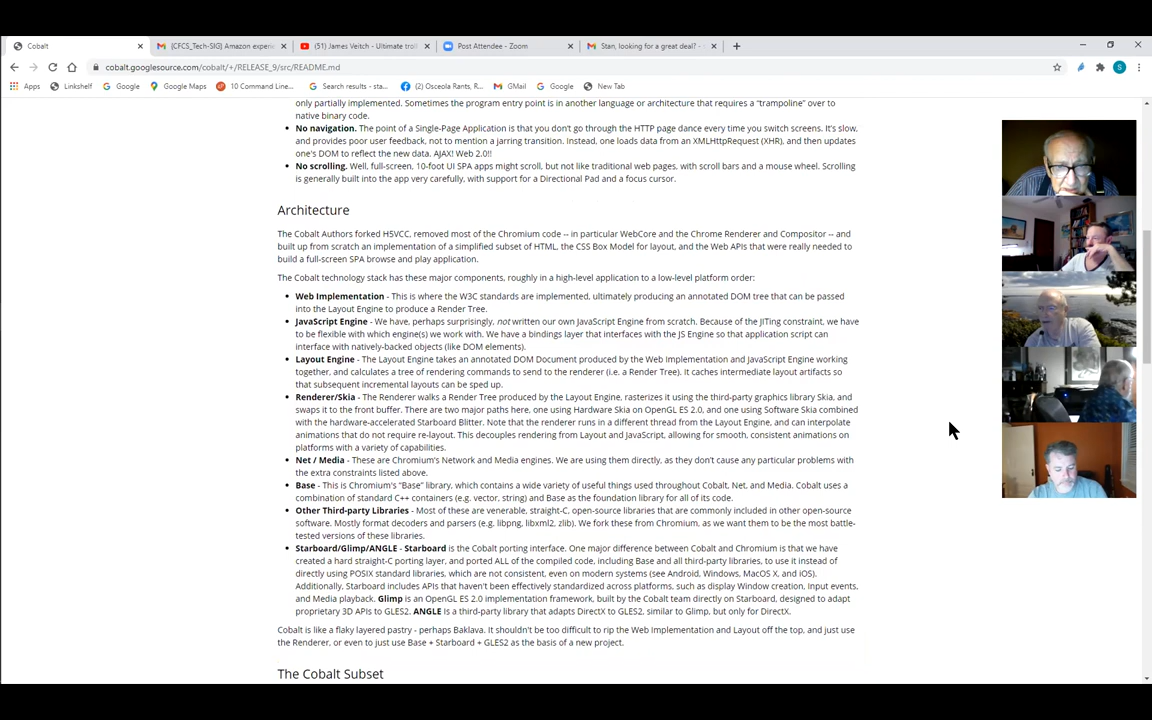 Cobalt
[CFCS_Tech-SIG] Amazon experi
(51) James Veitch - Ultimate trol
Post Attendee - Zoom
Stan, looking for a great deal? -
cobalt.googlesource.com/cobalt/+/RELEASE_9/src/README.md
Apps
Linkshelf
Google
Google Maps
10 Command Line...
Search results - sta...
(2) Osceola Rants, R...
GMail
Google
New Tab
only partially implemented. Sometimes the program entry point is in another language or architecture that requires a "trampoline" over to
native binary code.
No navigation. The point of a Single-Page Application is that you don't go through the HTTP page dance every time you switch screens. It's slow,
and provides poor user feedback, not to mention a jarring transition. Instead, one loads data from an XMLHttpRequest (XHR), and then updates
one's DOM to reflect the new data. AJAX! Web 2.0!!
No scrolling. Well, full-screen, 10-foot UI SPA apps might scroll, but not like traditional web pages, with scroll bars and a mouse wheel. Scrolling
is generally built into the app very carefully, with support for a Directional Pad and a focus cursor.
Architecture
The Cobalt Authors forked H5VCC, removed most of the Chromium code -- in particular WebCore and the Chrome Renderer and Compositor -- and
built up from scratch an implementation of a simplified subset of HTML, the CSS Box Model for layout, and the Web APIs that were really needed to
build a full-screen SPA browse and play application.
The Cobalt technology stack has these major components, roughly in a high-level application to a low-level platform order:
Web Implementation - This is where the W3C standards are implemented, ultimately producing an annotated DOM tree that can be passed
into the Layout Engine to produce a Render Tree.
JavaScript Engine - We have, perhaps surprisingly, not written our own JavaScript Engine from scratch. Because of the JITing constraint, we have
to be flexible with which engine(s) we work with. We have a bindings layer that interfaces with the JS Engine so that application script can
interface with natively-backed objects (like DOM elements).
Layout Engine - The Layout Engine takes an annotated DOM Document produced by the Web Implementation and JavaScript Engine working
together, and calculates a tree of rendering commands to send to the renderer (i.e. a Render Tree). It caches intermediate layout artifacts so
that subsequent incremental layouts can be sped up.
Renderer/Skia - The Renderer walks a Render Tree produced by the Layout Engine, rasterizes it using the third-party graphics library Skia, and
swaps it to the front buffer. There are two major paths here, one using Hardware Skia on OpenGL ES 2.0, and one using Software Skia combined
with the hardware-accelerated Starboard Blitter. Note that the renderer runs in a different thread from the Layout Engine, and can interpolate
animations that do not require re-layout. This decouples rendering from Layout and JavaScript, allowing for smooth, consistent animations on
platforms with a variety of capabilities.
Net / Media - These are Chromium's Network and Media engines. We are using them directly, as they don't cause any particular problems with
the extra constraints listed above.
Base - This is Chromium's "Base" library, which contains a wide variety of useful things used throughout Cobalt, Net, and Media. Cobalt uses a
combination of standard C++ containers (e.g. vector, string) and Base as the foundation library for all of its code.
Other Third-party Libraries - Most of these are venerable, straight-C, open-source libraries that are commonly included in other open-source
software. Mostly format decoders and parsers (e.g. libpng, libxml2, zlib). We fork these from Chromium, as we want them to be the most battle-
tested versions of these libraries.
Starboard/Glimp/ANGLE - Starboard is the Cobalt porting interface. One major difference between Cobalt and Chromium is that we have
created a hard straight-C porting layer, and ported ALL of the compiled code, including Base and all third-party libraries, to use it instead of
directly using POSIX standard libraries, which are not consistent, even on modern systems (see Android, Windows, MacOS X, and iOS).
Additionally, Starboard includes APIs that haven't been effectively standardized across platforms, such as display Window creation, Input events,
and Media playback. Glimp is an OpenGL ES 2.0 implementation framework, built by the Cobalt team directly on Starboard, designed to adapt
proprietary 3D APIs to GLES2. ANGLE Is a third-party library that adapts DirectX to GLES2, similar to Glimp, but only for DirectX.
Cobalt is like a flaky layered pastry - perhaps Baklava. It shouldn't be too difficult to rip the Web Implementation and Layout off the top, and just use
the Renderer, or even to just use Base + Starboard + GLES2 as the basis of a new project.
The Cobalt Subset